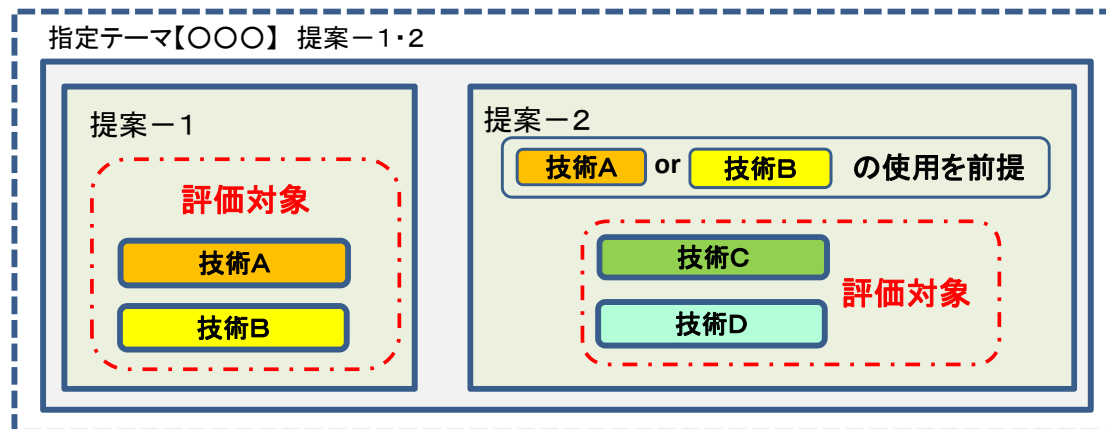 指定テーマ【〇〇〇】 提案－１・２
提案－１
評価対象
技術Ａ
技術Ｂ
提案－２
技術Ａ or 技術Ｂ の使用を前提
技術Ｃ
技術Ｄ
評価対象